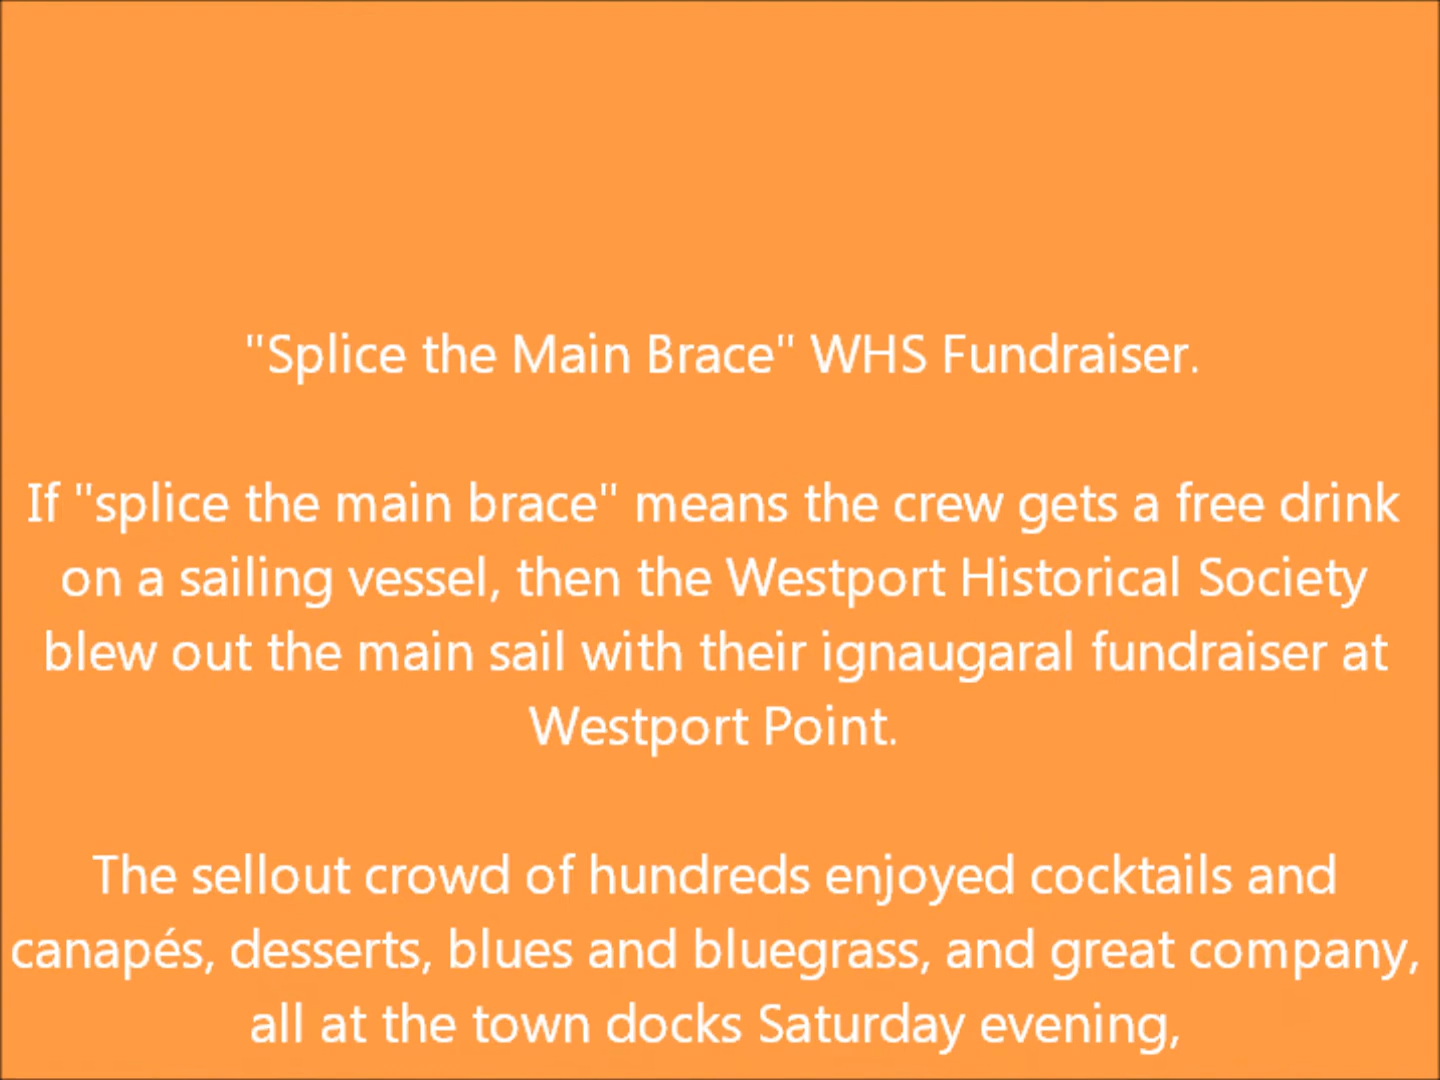 "Splice the Main Brace" WHS Fundraiser.
If "splice the main brace" means the crew gets a free drink
on a sailing vessel, then the Westport Historical Society
blew out the main sail with their ignaugaral fundraiser at
Westport Point.
The sellout crowd of hundreds enjoyed cocktails and
canapés, desserts, blues and bluegrass, and great company,
all at the town docks Saturday evening,